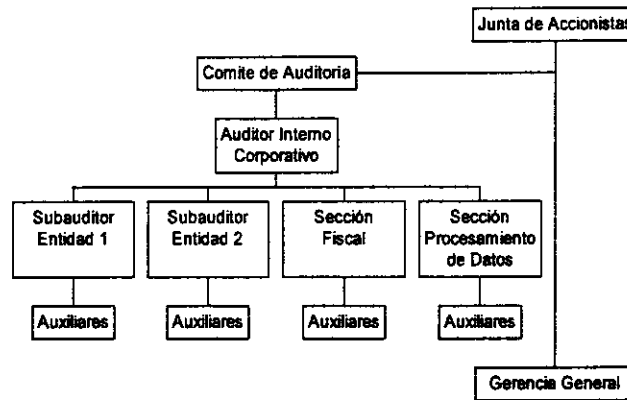 Junta de Accionistas
Comite de Auditoria
Auditor Interno
Corporativo
Subauditor
Entidad 1
Subauditor
Entidad 2
Sección
Fiscal
Sección
Procesamiento
de Datos
Auxiliares
Auxiliares
Auxiliares
Auxiliares
Gerencia General